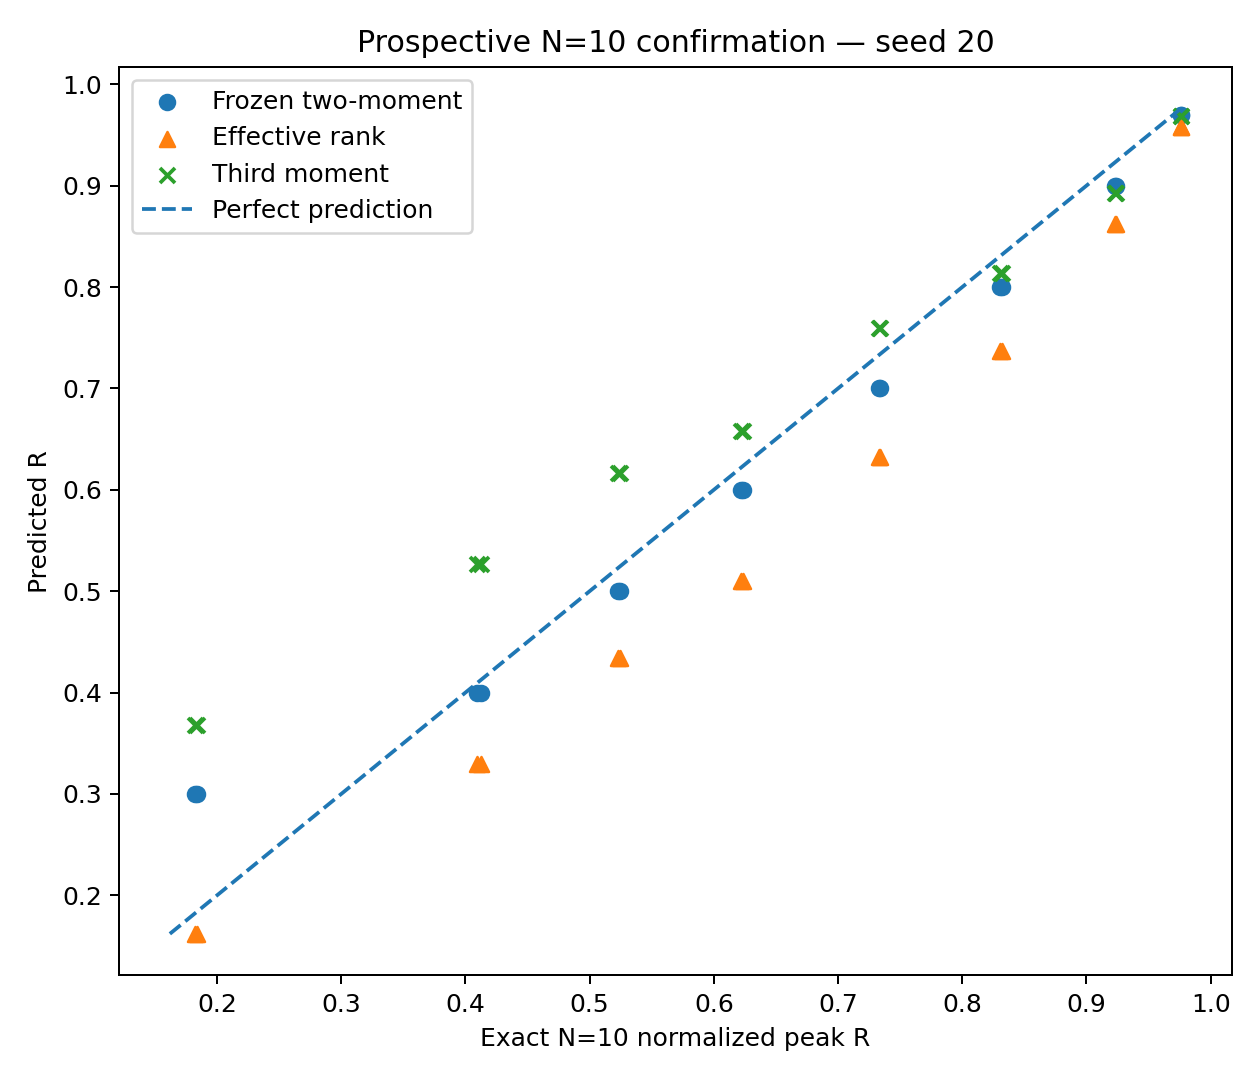 Prospective N=10 confirmation — seed 20
Frozen two-moment
Effective rank
Third moment
Perfect prediction
1.0
0.9
0.8
0.7
0.6
0.5
0.4
0.3
0.2
Predicted R
0.2 0.3 0.4 0.5 0.6 0.7 0.8 0.9 1.0
Exact N=10 normalized peak R